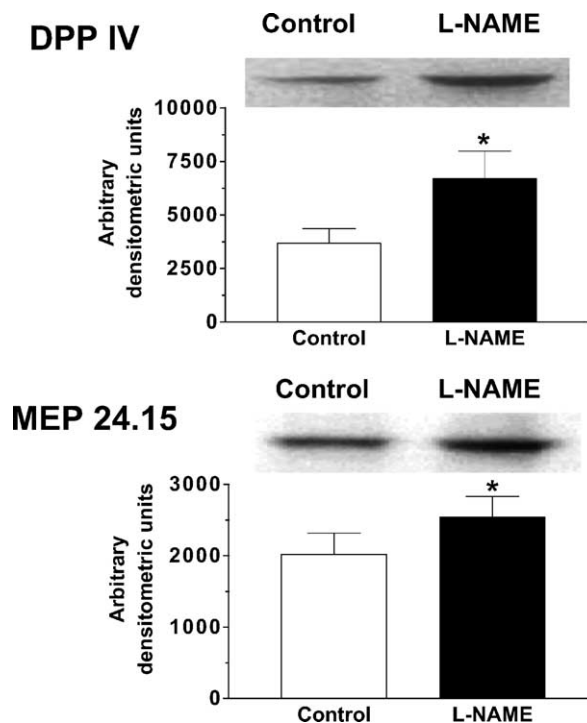 Control L-NAME
DPP IV
10000
7500
5000
2500
0
Arbitrary
densitometric units
*
Control L-NAME
Control L-NAME
MEP 24.15
3000
2000
1000
0
Arbitrary
densitometric units
*
Control L-NAME